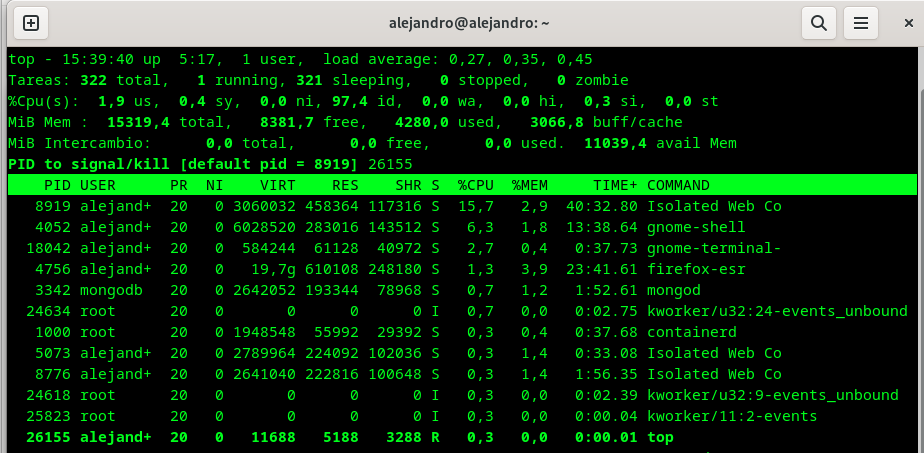 alejandro@alejandro: ~
top - 15:39:40 up  5:17,  1 user,  load average: 0,27, 0,35, 0,45
Tareas: 322 total,   1 running, 321 sleeping,   0 stopped,   0 zombie
%Cpu(s):  1,9 us,  0,4 sy,  0,0 ni, 97,4 id,  0,0 wa,  0,0 hi,  0,3 si,  0,0 st
MiB Mem :  15319,4 total,   8381,7 free,   4280,0 used,   3066,8 buff/cache
MiB Intercambio:      0,0 total,      0,0 free,      0,0 used.  11039,4 avail Mem
PID to signal/kill [default pid = 8919] 26155
PID USER PR NI VIRT RES SHR S %CPU %MEM TIME+ COMMAND
8919 alejand+ 20 0 3060032 458364 117316 S 15,7 2,9 40:32.80 Isolated Web Co
4052 alejand+ 20 0 6028520 283016 143512 S 6,3 1,8 13:38.64 gnome-shell
18042 alejand+ 20 0 584244 61128 40972 S 2,7 0,4 0:37.73 gnome-terminal-
4756 alejand+ 20 0 19,7g 610108 248180 S 1,3 3,9 23:41.61 firefox-esr
3342 mongodb 20 0 2642052 193344 78968 S 0,7 1,2 1:52.61 mongod
24634 root 20 0 0 0 0 I 0,7 0,0 0:02.75 kworker/u32:24-events_unbound
1000 root 20 0 1948548 55992 29392 S 0,3 0,4 0:37.68 containerd
5073 alejand+ 20 0 2789964 224092 102036 S 0,3 1,4 0:33.08 Isolated Web Co
8776 alejand+ 20 0 2641040 222816 100648 S 0,3 1,4 1:56.35 Isolated Web Co
24618 root 20 0 0 0 0 I 0,3 0,0 0:02.39 kworker/u32:9-events_unbound
25823 root 20 0 0 0 0 I 0,3 0,0 0:00.04 kworker/11:2-events
26155 alejand+ 20 0 11688 5188 3288 R 0,3 0,0 0:00.01 top